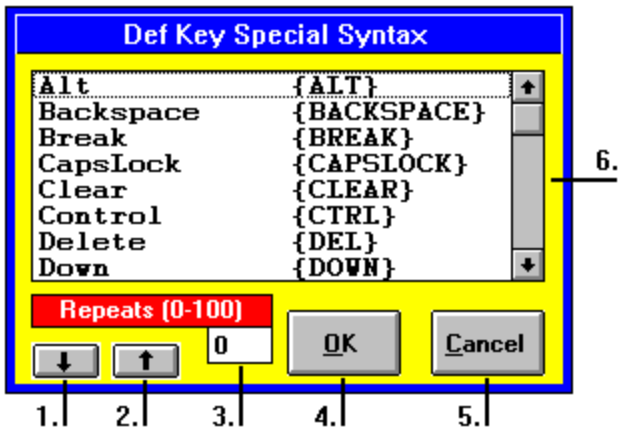 Def Key Special Syntax
Alt {ALT}
Backspace {BACKSPACE}
Break {BREAK}
CapsLock {CAPSLOCK}
Clear {CLEAR}
Control {CTRL}
Delete {DEL}
Down {DOWN}
6.
Repeats (0-100)
0
OK
Cancel
1. 2. 3. 4. 5.